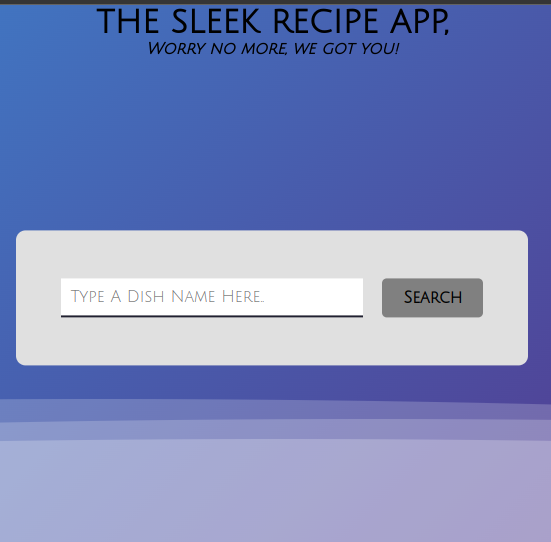 THE SLEEK RECIPE APP,
Worry no more, we got you!
Type A Dish Name Here..
Search